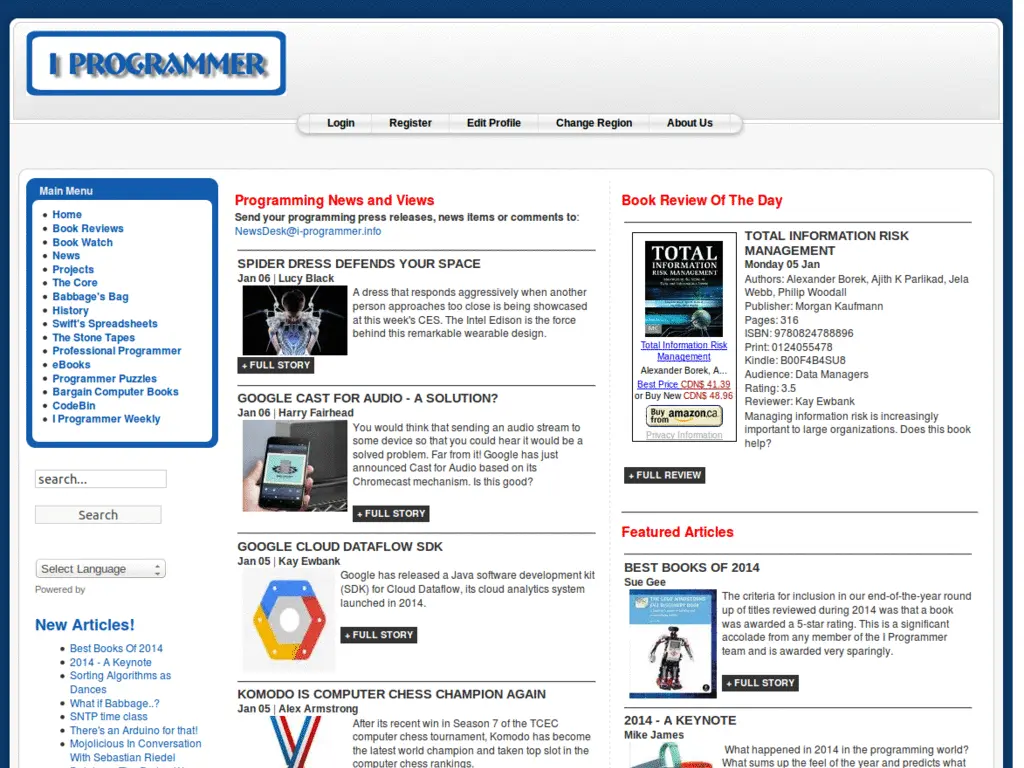 I PROGRAMMER
Login
Register
Edit Profile
Change Region
About Us
Main Menu
Home
Book Reviews
Book Watch
News
Projects
The Core
Babbage's Bag
History
Swift's Spreadsheets
The Stone Tapes
Professional Programmer
eBooks
Programmer Puzzles
Bargain Computer Books
CodeBin
I Programmer Weekly
search...
Search
Select Language
Powered by
New Articles!
Best Books Of 2014
2014 - A Keynote
Sorting Algorithms as
Dances
What if Babbage..?
SNTP time class
There's an Arduino for that!
Mojolicious In Conversation
With Sebastian Riedel
Programming News and Views
Send your programming press releases, news items or comments to:
NewsDesk@i-programmer.info
SPIDER DRESS DEFENDS YOUR SPACE
Jan 06 | Lucy Black
A dress that responds aggressively when another
person approaches too close is being showcased
at this week's CES. The Intel Edison is the force
behind this remarkable wearable design.
+ FULL STORY
GOOGLE CAST FOR AUDIO - A SOLUTION?
Jan 06 | Harry Fairhead
You would think that sending an audio stream to
some device so that you could hear it would be a
solved problem. Far from it! Google has just
announced Cast for Audio based on its
Chromecast mechanism. Is this good?
+ FULL STORY
GOOGLE CLOUD DATAFLOW SDK
Jan 05 | Kay Ewbank
Google has released a Java software development kit
(SDK) for Cloud Dataflow, its cloud analytics system
launched in 2014.
+ FULL STORY
KOMODO IS COMPUTER CHESS CHAMPION AGAIN
Jan 05 | Alex Armstrong
After its recent win in Season 7 of the TCEC
computer chess tournament, Komodo has become
the latest world champion and taken top slot in the
computer chess rankings.
Book Review Of The Day
TOTAL
INFORMATION
RISK MANAGEMENT
MK
Total Information Risk
Management
Alexander Borek, A...
Best Price CDN$ 41.39
or Buy New CDN$ 48.96
Buy
from amazon.ca
Privacy Information
TOTAL INFORMATION RISK
MANAGEMENT
Monday 05 Jan
Authors: Alexander Borek, Ajith K Parlikad, Jela
Webb, Philip Woodall
Publisher: Morgan Kaufmann
Pages: 316
ISBN: 9780824788896
Print: 0124055478
Kindle: B00F4B4SU8
Audience: Data Managers
Rating: 3.5
Reviewer: Kay Ewbank
Managing information risk is increasingly
important to large organizations. Does this book
help?
+ FULL REVIEW
Featured Articles
BEST BOOKS OF 2014
Sue Gee
The criteria for inclusion in our end-of-the-year round
up of titles reviewed during 2014 was that a book
was awarded a 5-star rating. This is a significant
accolade from any member of the I Programmer
team and is awarded very sparingly.
+ FULL STORY
2014 - A KEYNOTE
Mike James
What happened in 2014 in the programming world?
What sums up the feel of the year and predicts what